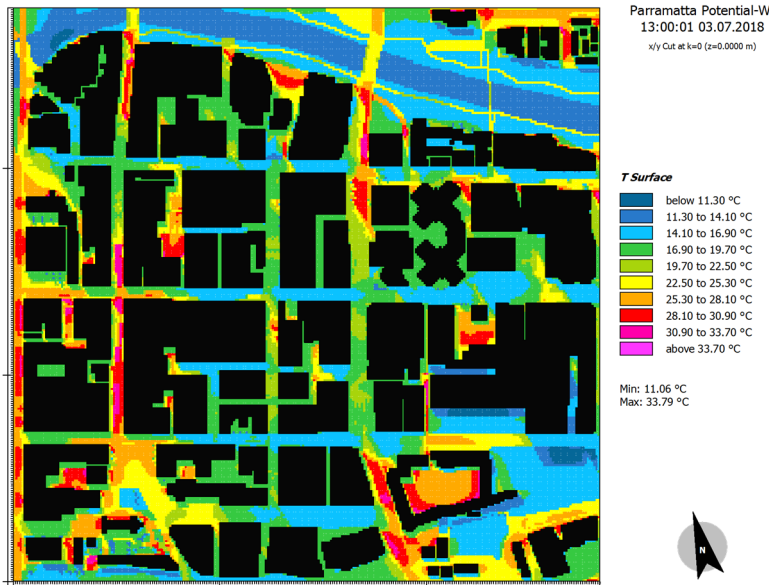 Parramatta Potential-W
13:00:01 03.07.2018
x/y Cut at k=0 (z=0.0000 m)
T Surface
below 11.30 °C
11.30 to 14.10 °C
14.10 to 16.90 °C
16.90 to 19.70 °C
19.70 to 22.50 °C
22.50 to 25.30 °C
25.30 to 28.10 °C
28.10 to 30.90 °C
30.90 to 33.70 °C
above 33.70 °C
Min: 11.06 °C
Max: 33.79 °C
N